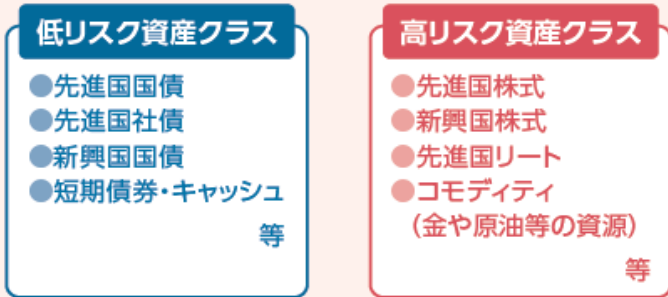 低リスク資産クラス
●先進国国債
●先進国社債
●新興国国債
●短期債券・キャッシュ
等
高リスク資産クラス
●先進国株式
●新興国株式
●先進国リート
●コモディティ
（金や原油等の資源）
等